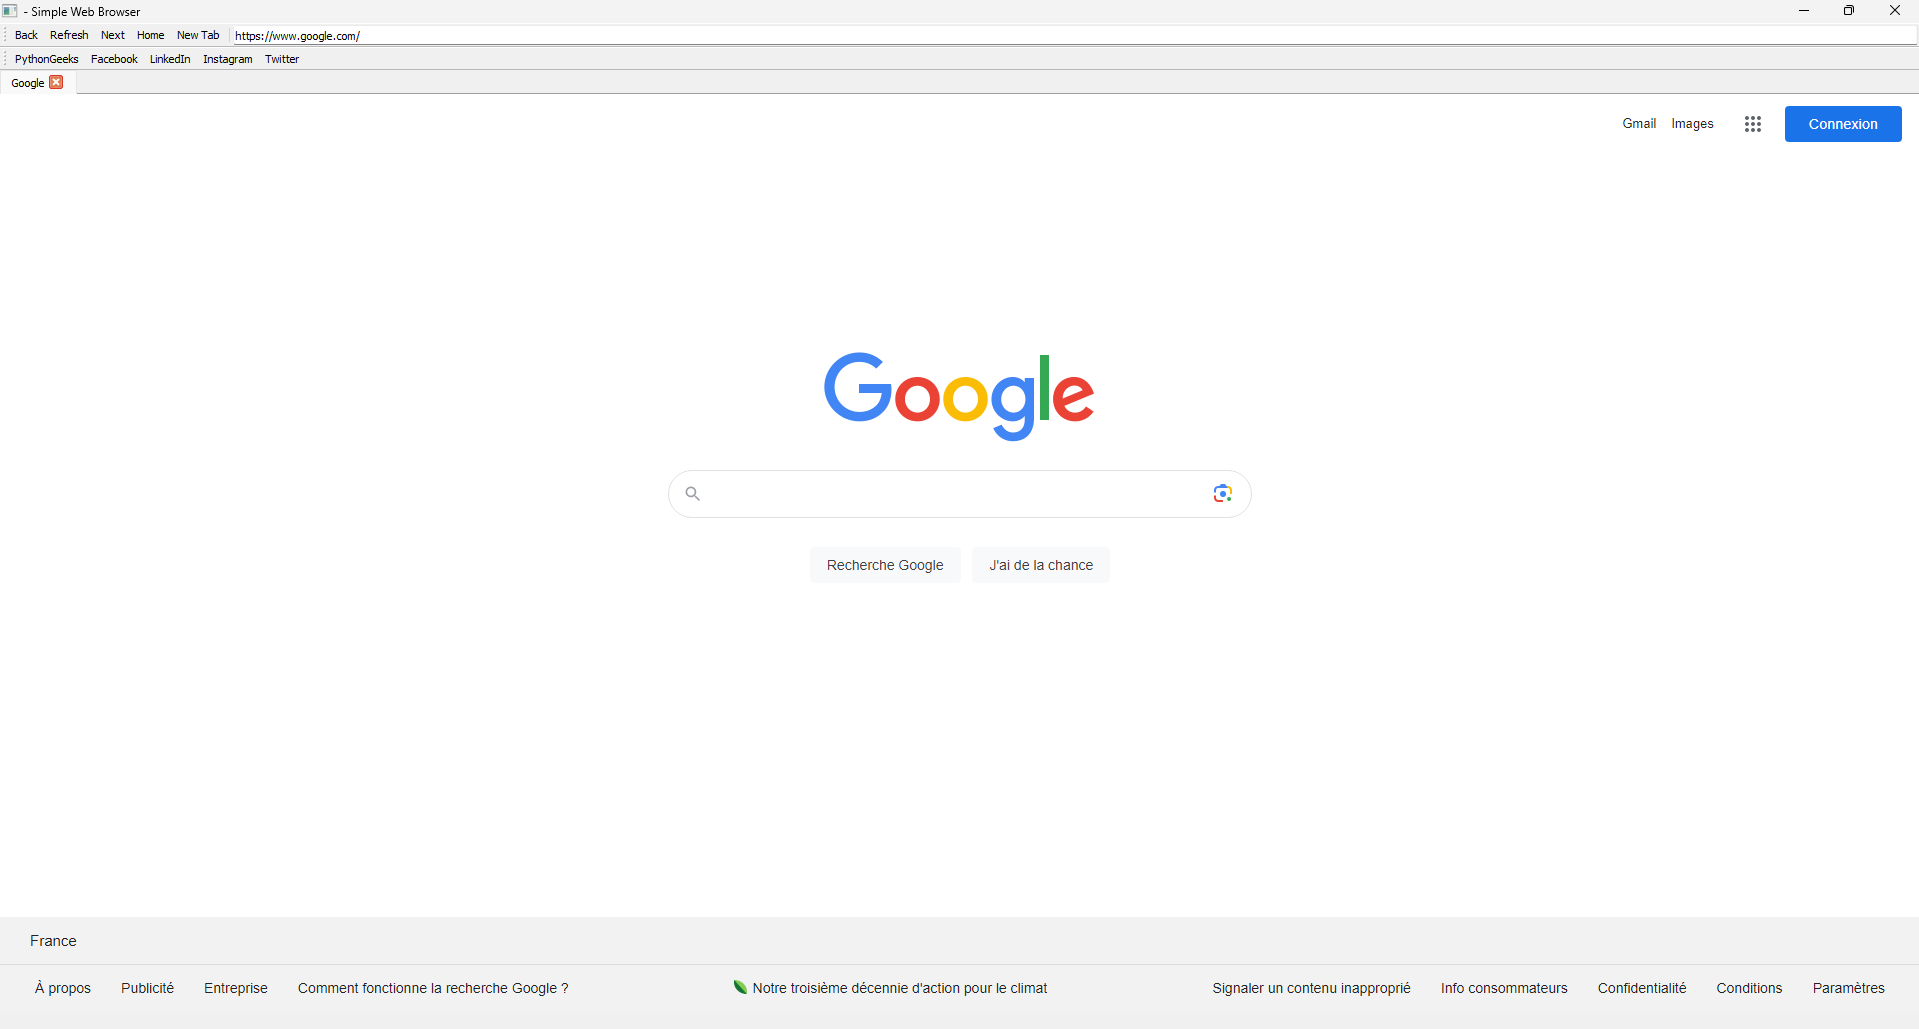 - Simple Web Browser
Back Refresh Next Home New Tab https://www.google.com/
PythonGeeks Facebook LinkedIn Instagram Twitter
Google
Gmail Images Connexion
Google
Recherche Google J'ai de la chance
France
À propos Publicité Entreprise Comment fonctionne la recherche Google ? Notre troisième décennie d'action pour le climat Signaler un contenu inapproprié Info consommateurs Confidentialité Conditions Paramètres